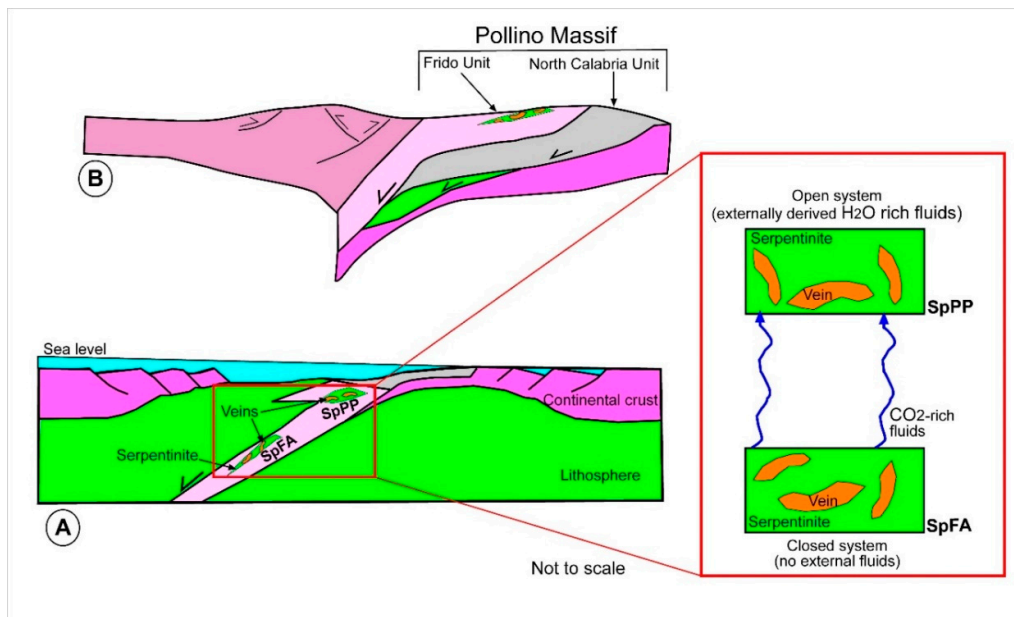 Pollino Massif
Frido Unit
North Calabria Unit
B
Open system
(externally derived H2O rich fluids)
Serpentinite
Vein
SpPP
Sea level
Veins
SpPP
Continental crust
CO2-rich
fluids
SpFA
Serpentinite
Lithosphere
Vein
Serpentinite
SpFA
A
Closed system
(no external fluids)
Not to scale